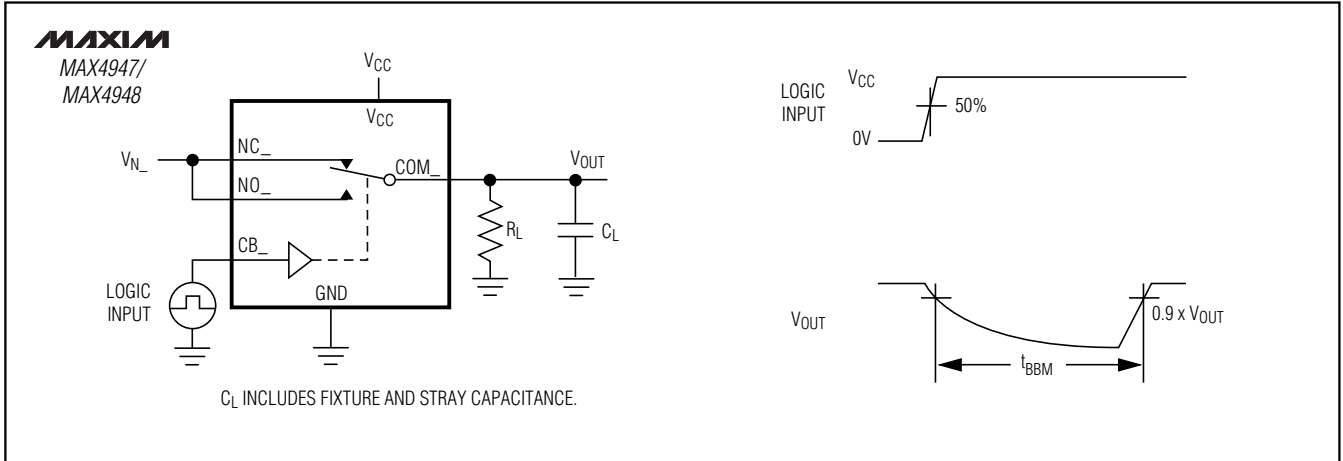 MAXIM
MAX4947/
MAX4948
VCC
VCC
VN_
NC_
NO_
COM_
VOUT
RL
CL
CB_
GND
LOGIC
INPUT
CL INCLUDES FIXTURE AND STRAY CAPACITANCE.
LOGIC
INPUT
VCC
50%
0V
VOUT
0.9 x VOUT
tBBM